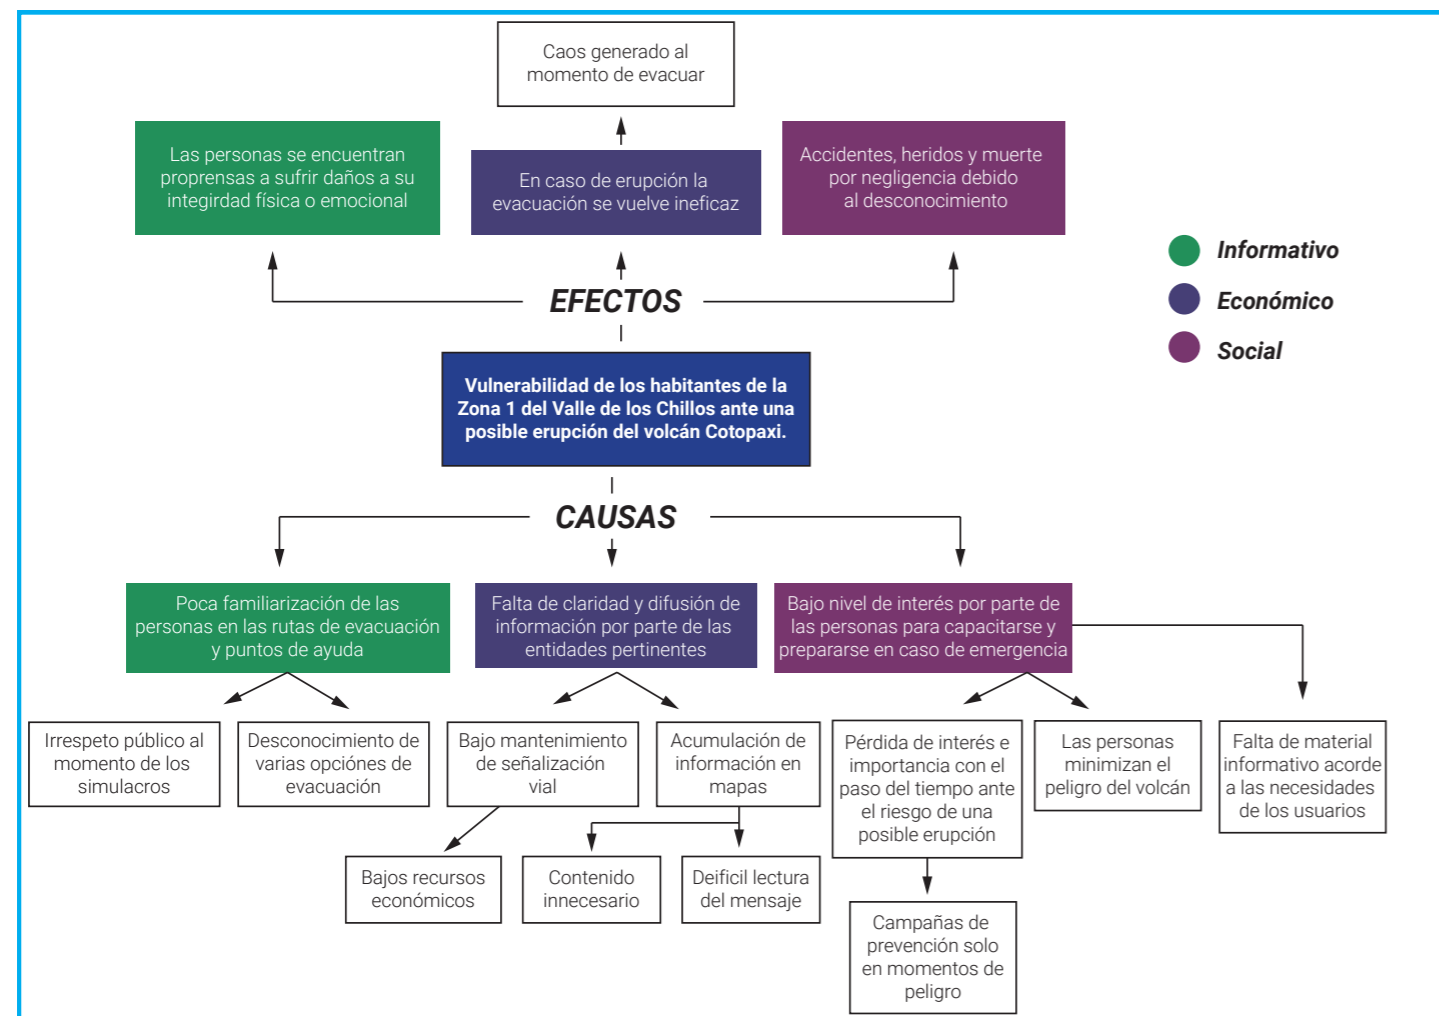 Caos generado al
momento de evacuar
Las personas se encuentran
proprensas a sufrir daños a su
integirdad física o emocional
En caso de erupción la
evacuación se vuelve ineficaz
Accidentes, heridos y muerte
por negligencia debido
al desconocimiento
Informativo
Económico
Social
EFECTOS
Vulnerabilidad de los habitantes de la
Zona 1 del Valle de los Chillos ante una
posible erupción del volcán Cotopaxi.
CAUSAS
Poca familiarización de las
personas en las rutas de evacuación
y puntos de ayuda
Falta de claridad y difusión de
información por parte de las
entidades pertinentes
Bajo nivel de interés por parte de
las personas para capacitarse y
prepararse en caso de emergencia
Irrespeto público al
momento de los
simulacros
Desconocimiento de
varias opciónes de
evacuación
Bajo mantenimiento
de señalización
vial
Acumulación de
información en
mapas
Pérdida de interés e
importancia con el
paso del tiempo ante
el riesgo de una
posible erupción
Las personas
minimizan el
peligro del volcán
Falta de material
informativo acorde
a las necesidades
de los usuarios
Bajos recursos
económicos
Contenido
innecesario
Deificil lectura
del mensaje
Campañas de
prevención solo
en momentos de
peligro